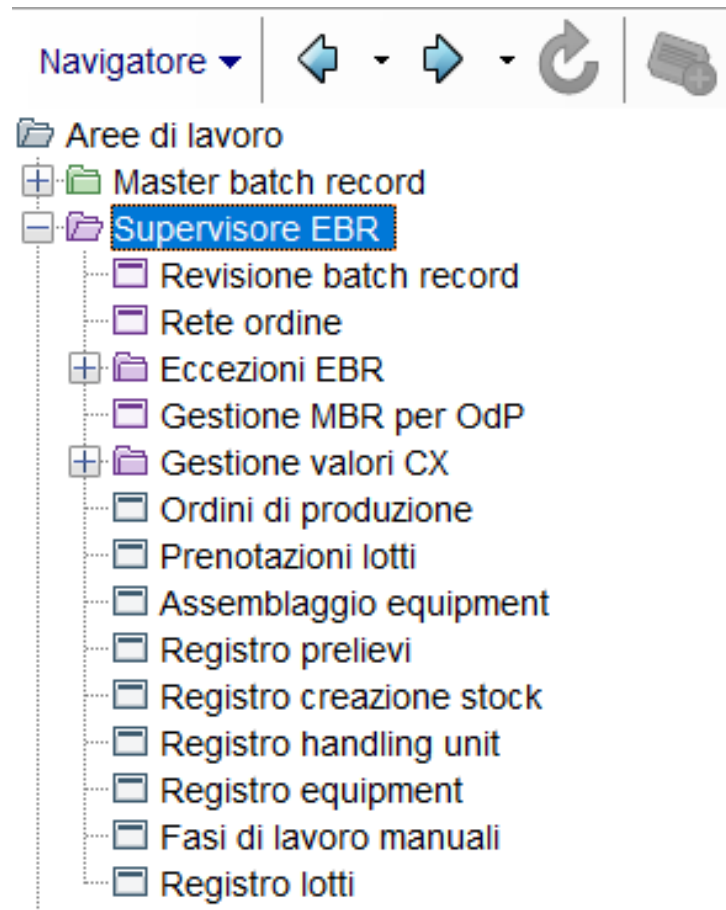 Navigatore
Aree di lavoro
Master batch record
Supervisore EBR
Revisione batch record
Rete ordine
Eccezioni EBR
Gestione MBR per OdP
Gestione valori CX
Ordini di produzione
Prenotazioni lotti
Assemblaggio equipment
Registro prelievi
Registro creazione stock
Registro handling unit
Registro equipment
Fasi di lavoro manuali
Registro lotti